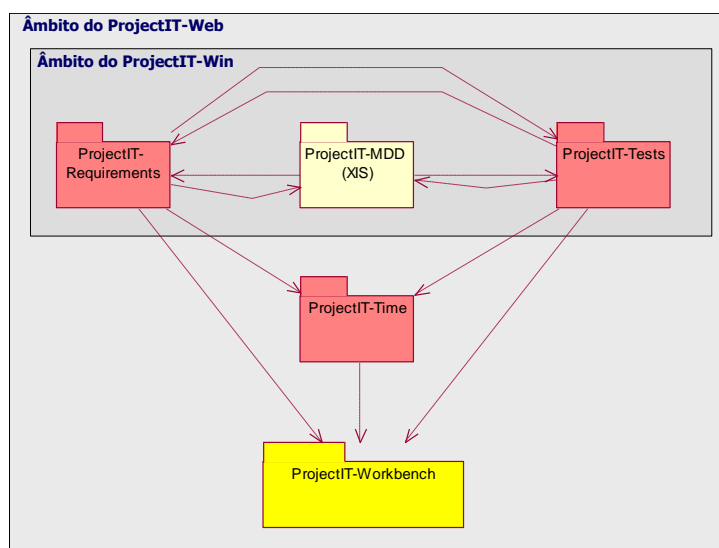 Âmbito do ProjectIT-Web
Âmbito do ProjectIT-Win
ProjectIT-
Requirements
ProjectIT-MDD
(XIS)
ProjectIT-Tests
ProjectIT-Time
ProjectIT-Workbench